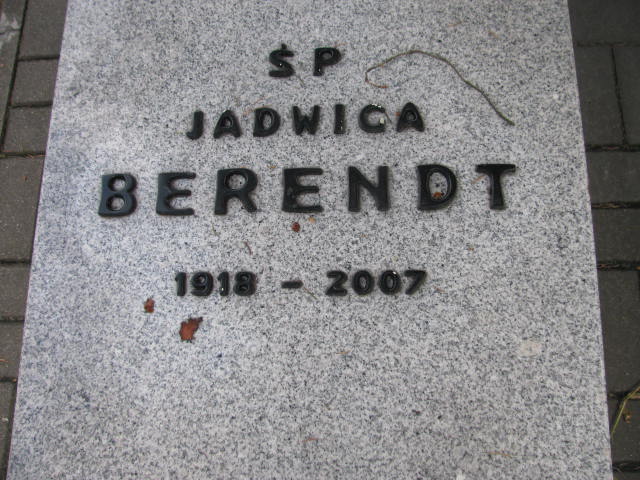 ŚP
JADWIGA
BERENDT
1918 - 2007